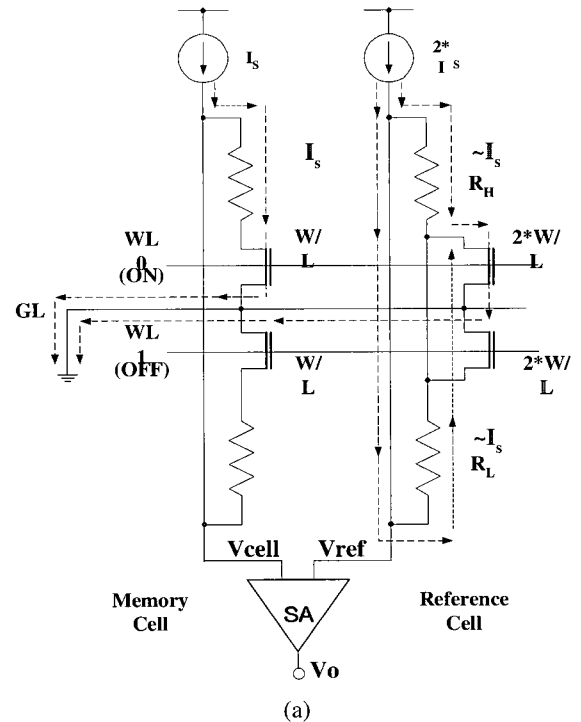 I_S
2*
I S
I_s
~I_s
R_H
WL
0
(ON)
W/
L
2*W/
L
GL
WL
1
(OFF)
W/
L
2*W/
L
~I_s
R_L
Vcell
Vref
Memory
Cell
SA
Reference
Cell
Vo
(a)